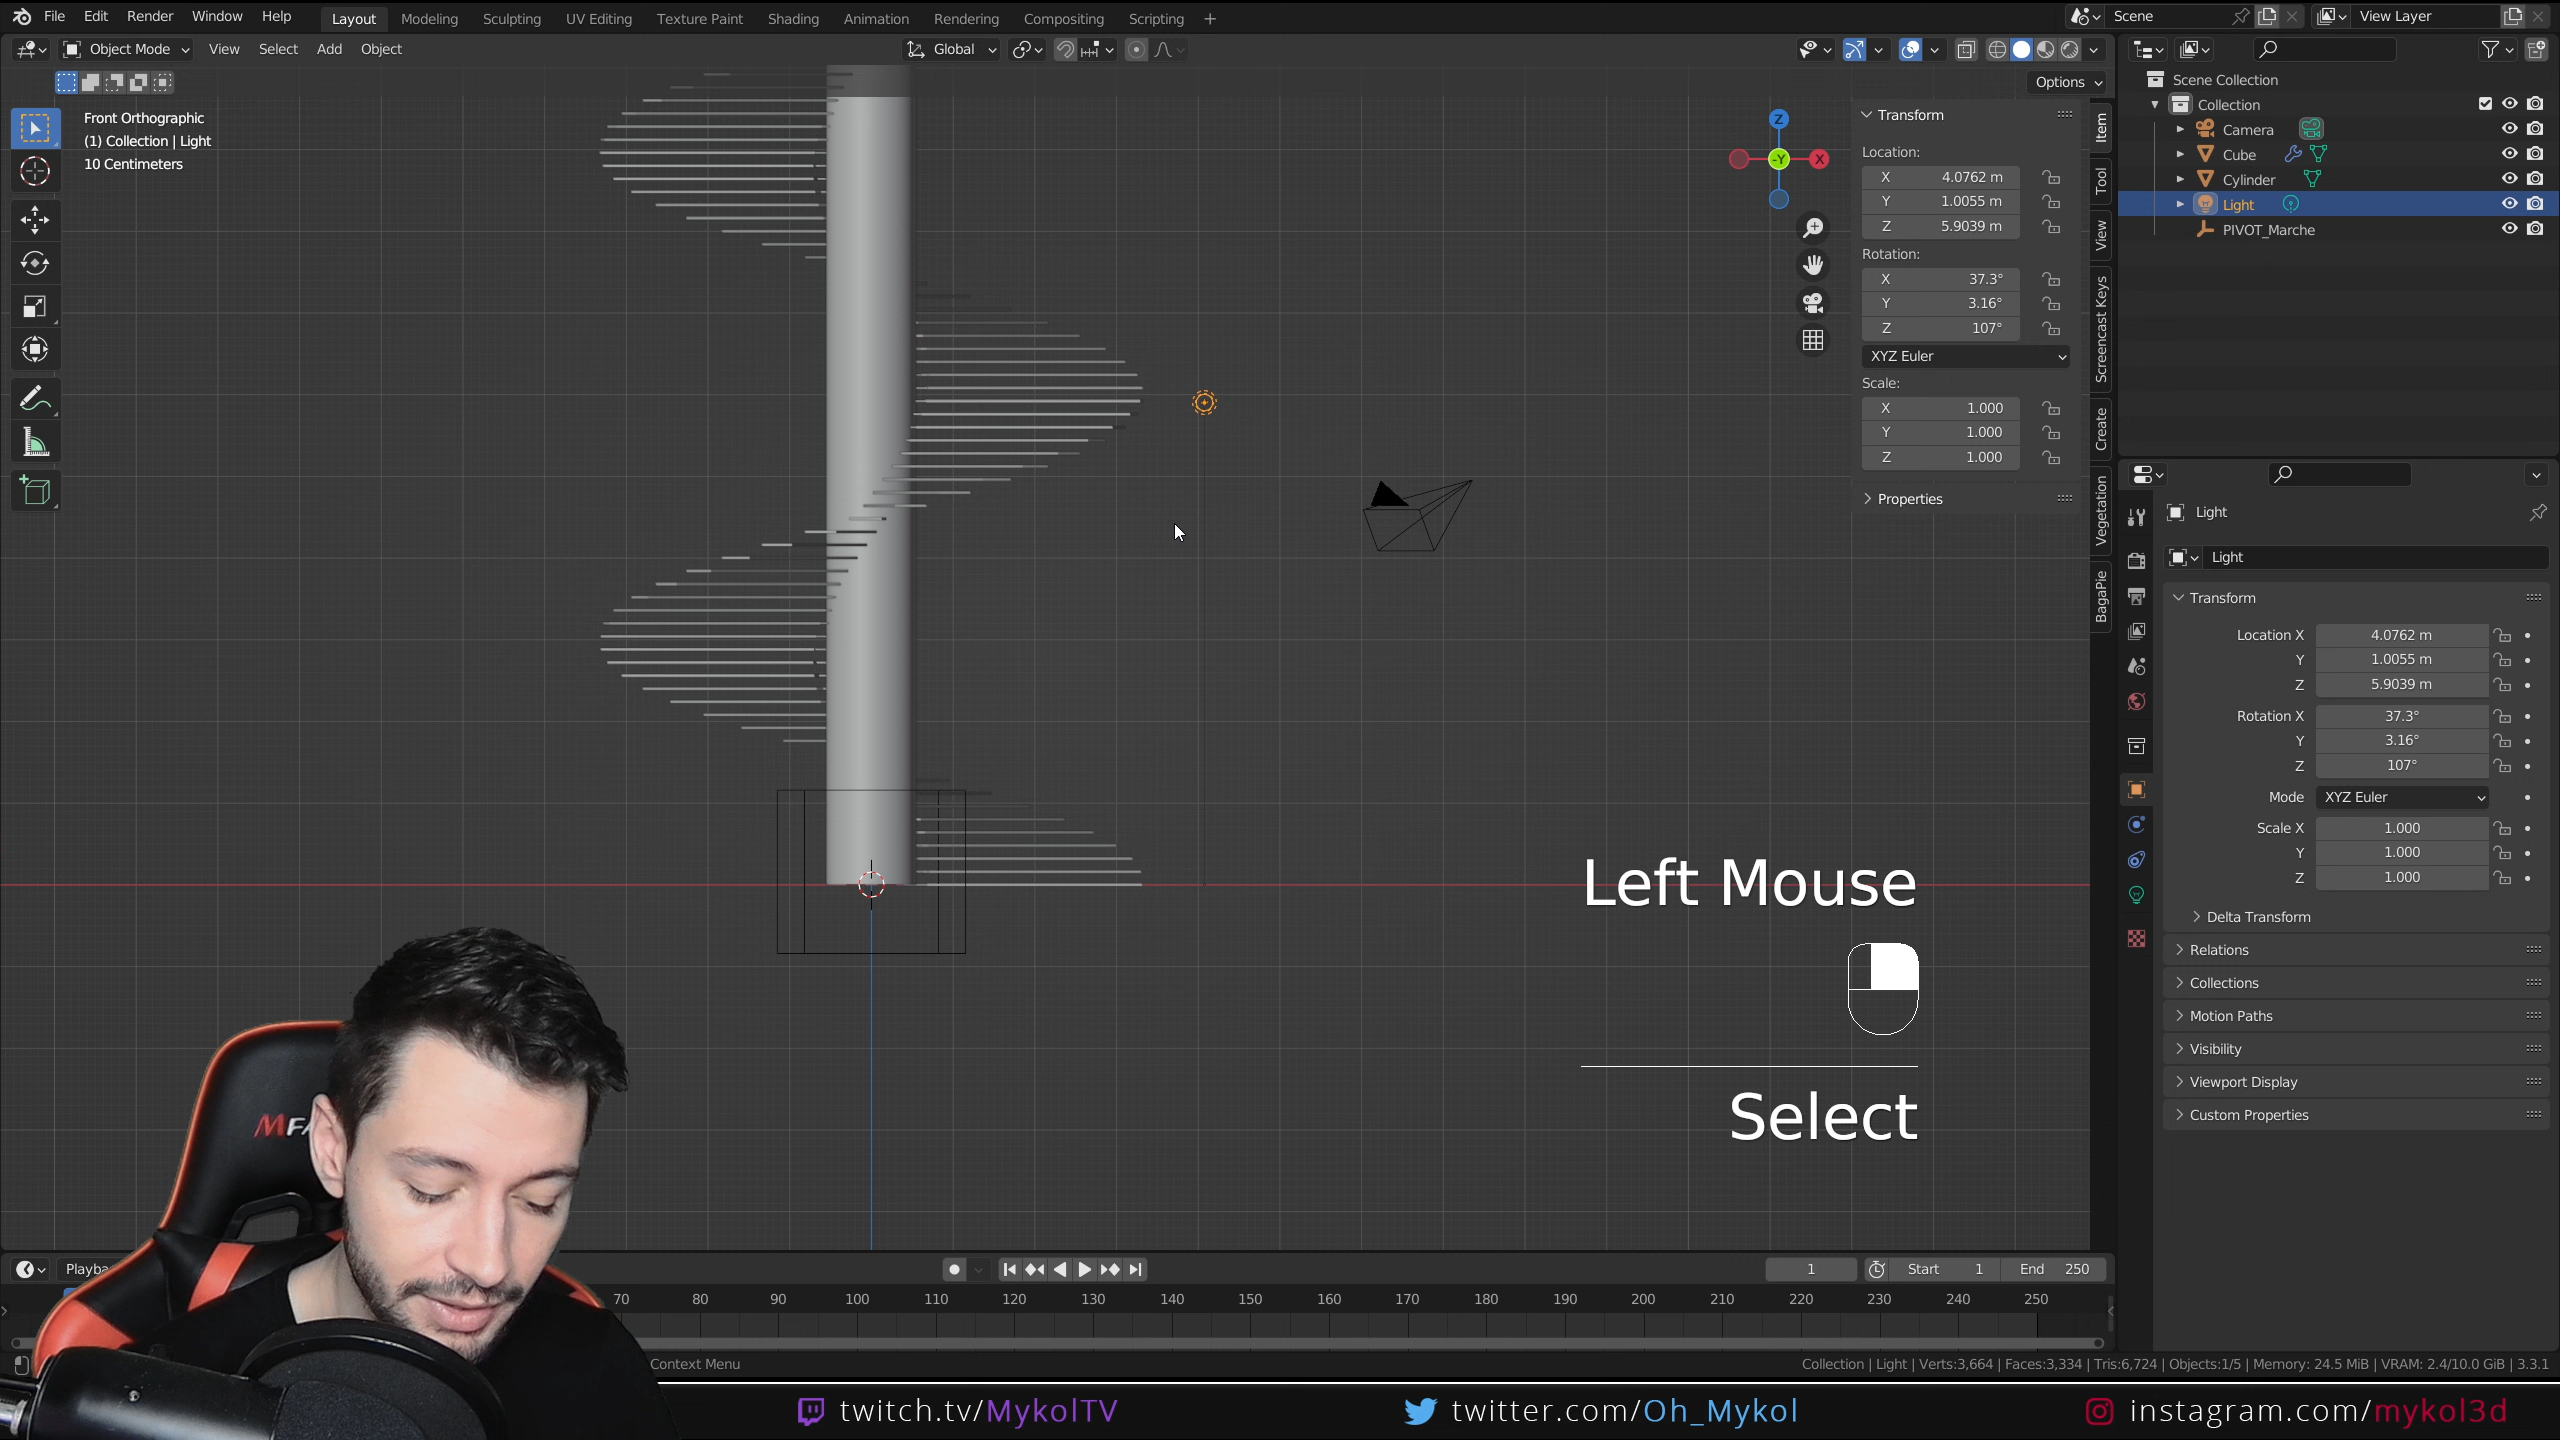 File Edit Render Window Help Layout Modeling Sculpting UV Editing Texture Paint Shading Animation Rendering Compositing Scripting + Scene View Layer
Object Mode View Select Add Object Global
Options
Front Orthographic
(1) Collection | Light
10 Centimeters
Z
-Y
X
Transform
Location:
X 4.0762 m
Y 1.0055 m
Z 5.9039 m
Rotation:
X 37.3°
Y 3.16°
Z 107°
XYZ Euler
Scale:
X 1.000
Y 1.000
Z 1.000
Properties
Item
Tool
View
Screencast Keys
Create
Vegetation
BagaPie
Scene Collection
Collection
Camera
Cube
Cylinder
Light
PIVOT_Marche
Light
Light
Transform
Location X 4.0762 m
Y 1.0055 m
Z 5.9039 m
Rotation X 37.3°
Y 3.16°
Z 107°
Mode XYZ Euler
Scale X 1.000
Y 1.000
Z 1.000
Delta Transform
Relations
Collections
Motion Paths
Visibility
Viewport Display
Custom Properties
Left Mouse
Select
Playba
1 Start 1 End 250
70 80 90 100 110 120 130 140 150 160 170 180 190 200 210 220 230 240 250
Context Menu
Collection | Light | Verts:3,664 | Faces:3,334 | Tris:6,724 | Objects:1/5 | Memory: 24.5 MiB | VRAM: 2.4/10.0 GiB | 3.3.1
twitch.tv/MykolTV twitter.com/Oh_Mykol instagram.com/mykol3d